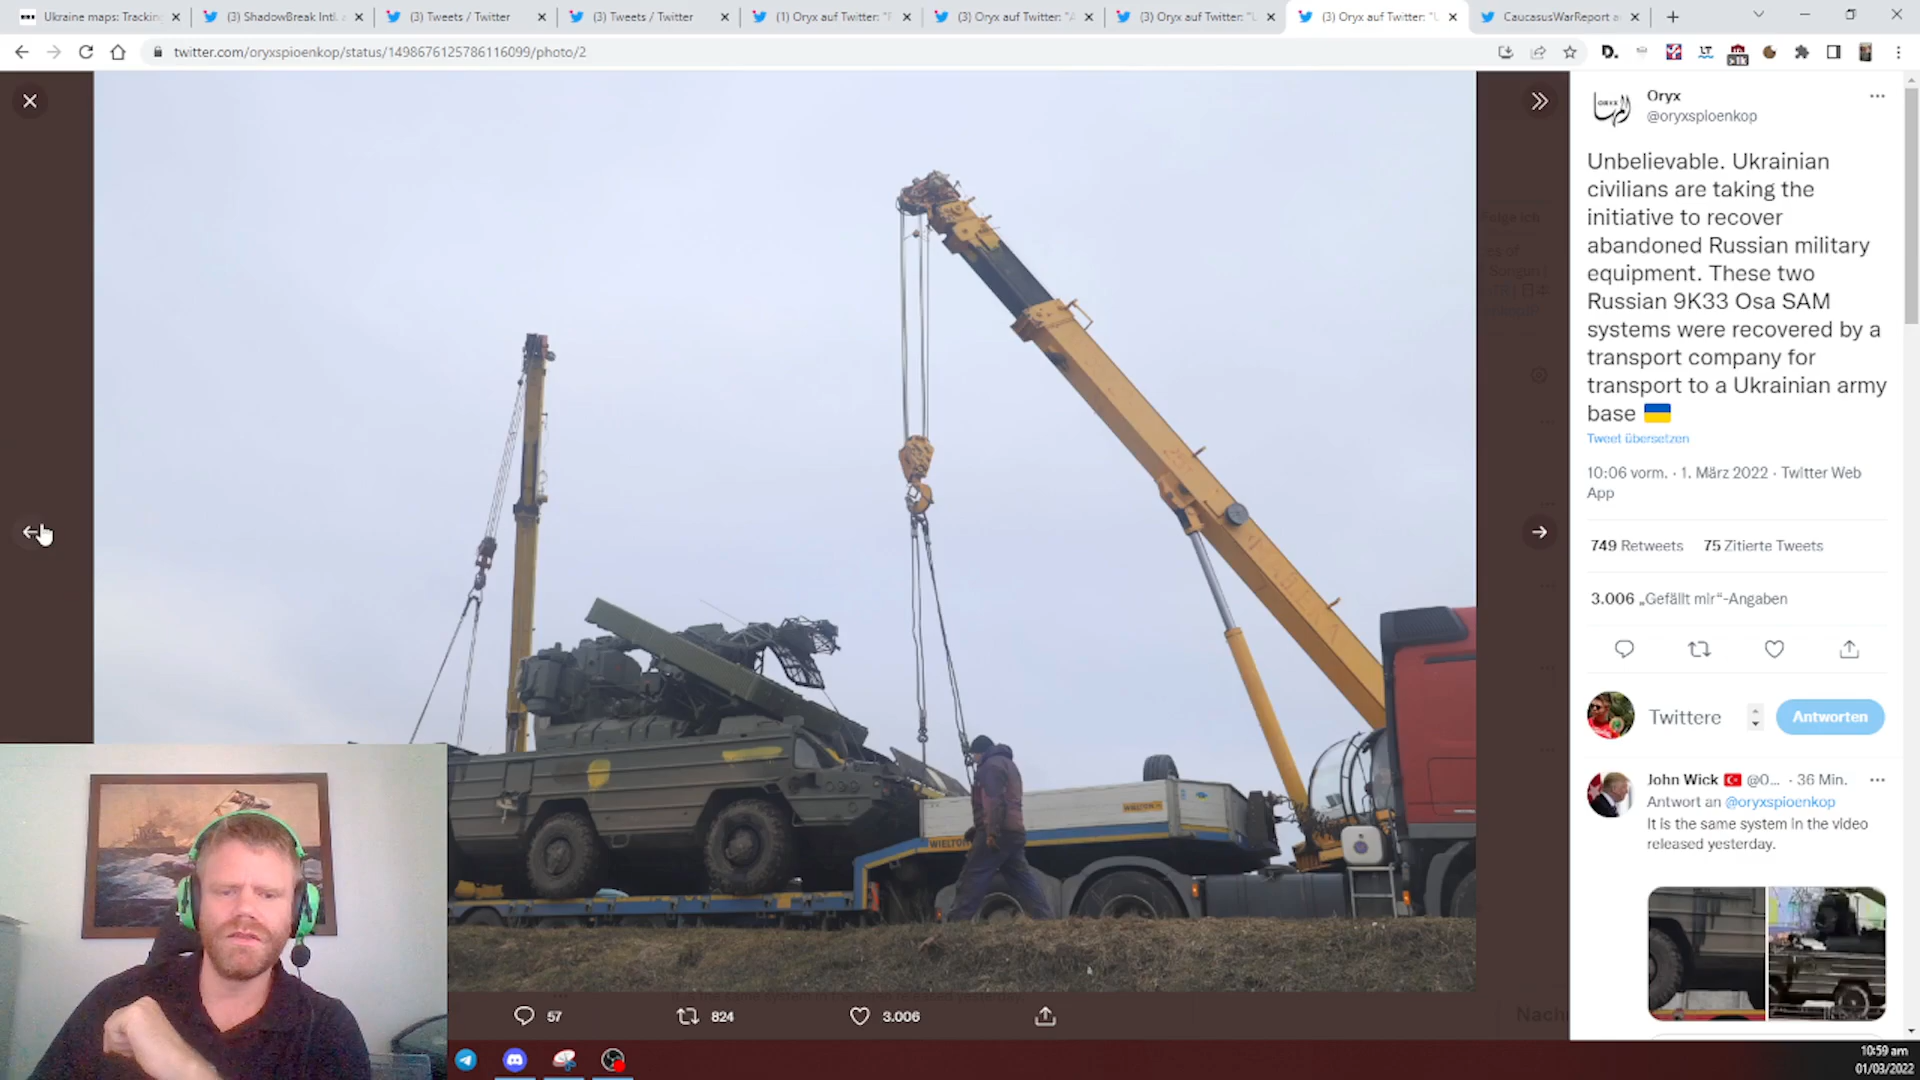 Ukraine maps: Tracking
(3) ShadowBreak Intl. a
(3) Tweets / Twitter
(3) Tweets / Twitter
(1) Oryx auf Twitter: "F
(3) Oryx auf Twitter: "A
(3) Oryx auf Twitter: "L
(3) Oryx auf Twitter: "L
CaucasusWarReport a
twitter.com/oryxspioenkop/status/1498676125786116099/photo/2
Oryx
@oryxspioenkop
Unbelievable. Ukrainian
civilians are taking the
initiative to recover
abandoned Russian military
equipment. These two
Russian 9K33 Osa SAM
systems were recovered by a
transport company for
transport to a Ukrainian army
base 🇺🇦
Tweet übersetzen
10:06 vorm. · 1. März 2022 · Twitter Web
App
749 Retweets 75 Zitierte Tweets
3.006 „Gefällt mir“-Angaben
Twittere
Antworten
John Wick 🇹🇷 @O... · 36 Min.
Antwort an @oryxspioenkop
It is the same system in the video
released yesterday.
WIELTON
WIELTON
57
824
3.006
10:59 am
01/03/2022